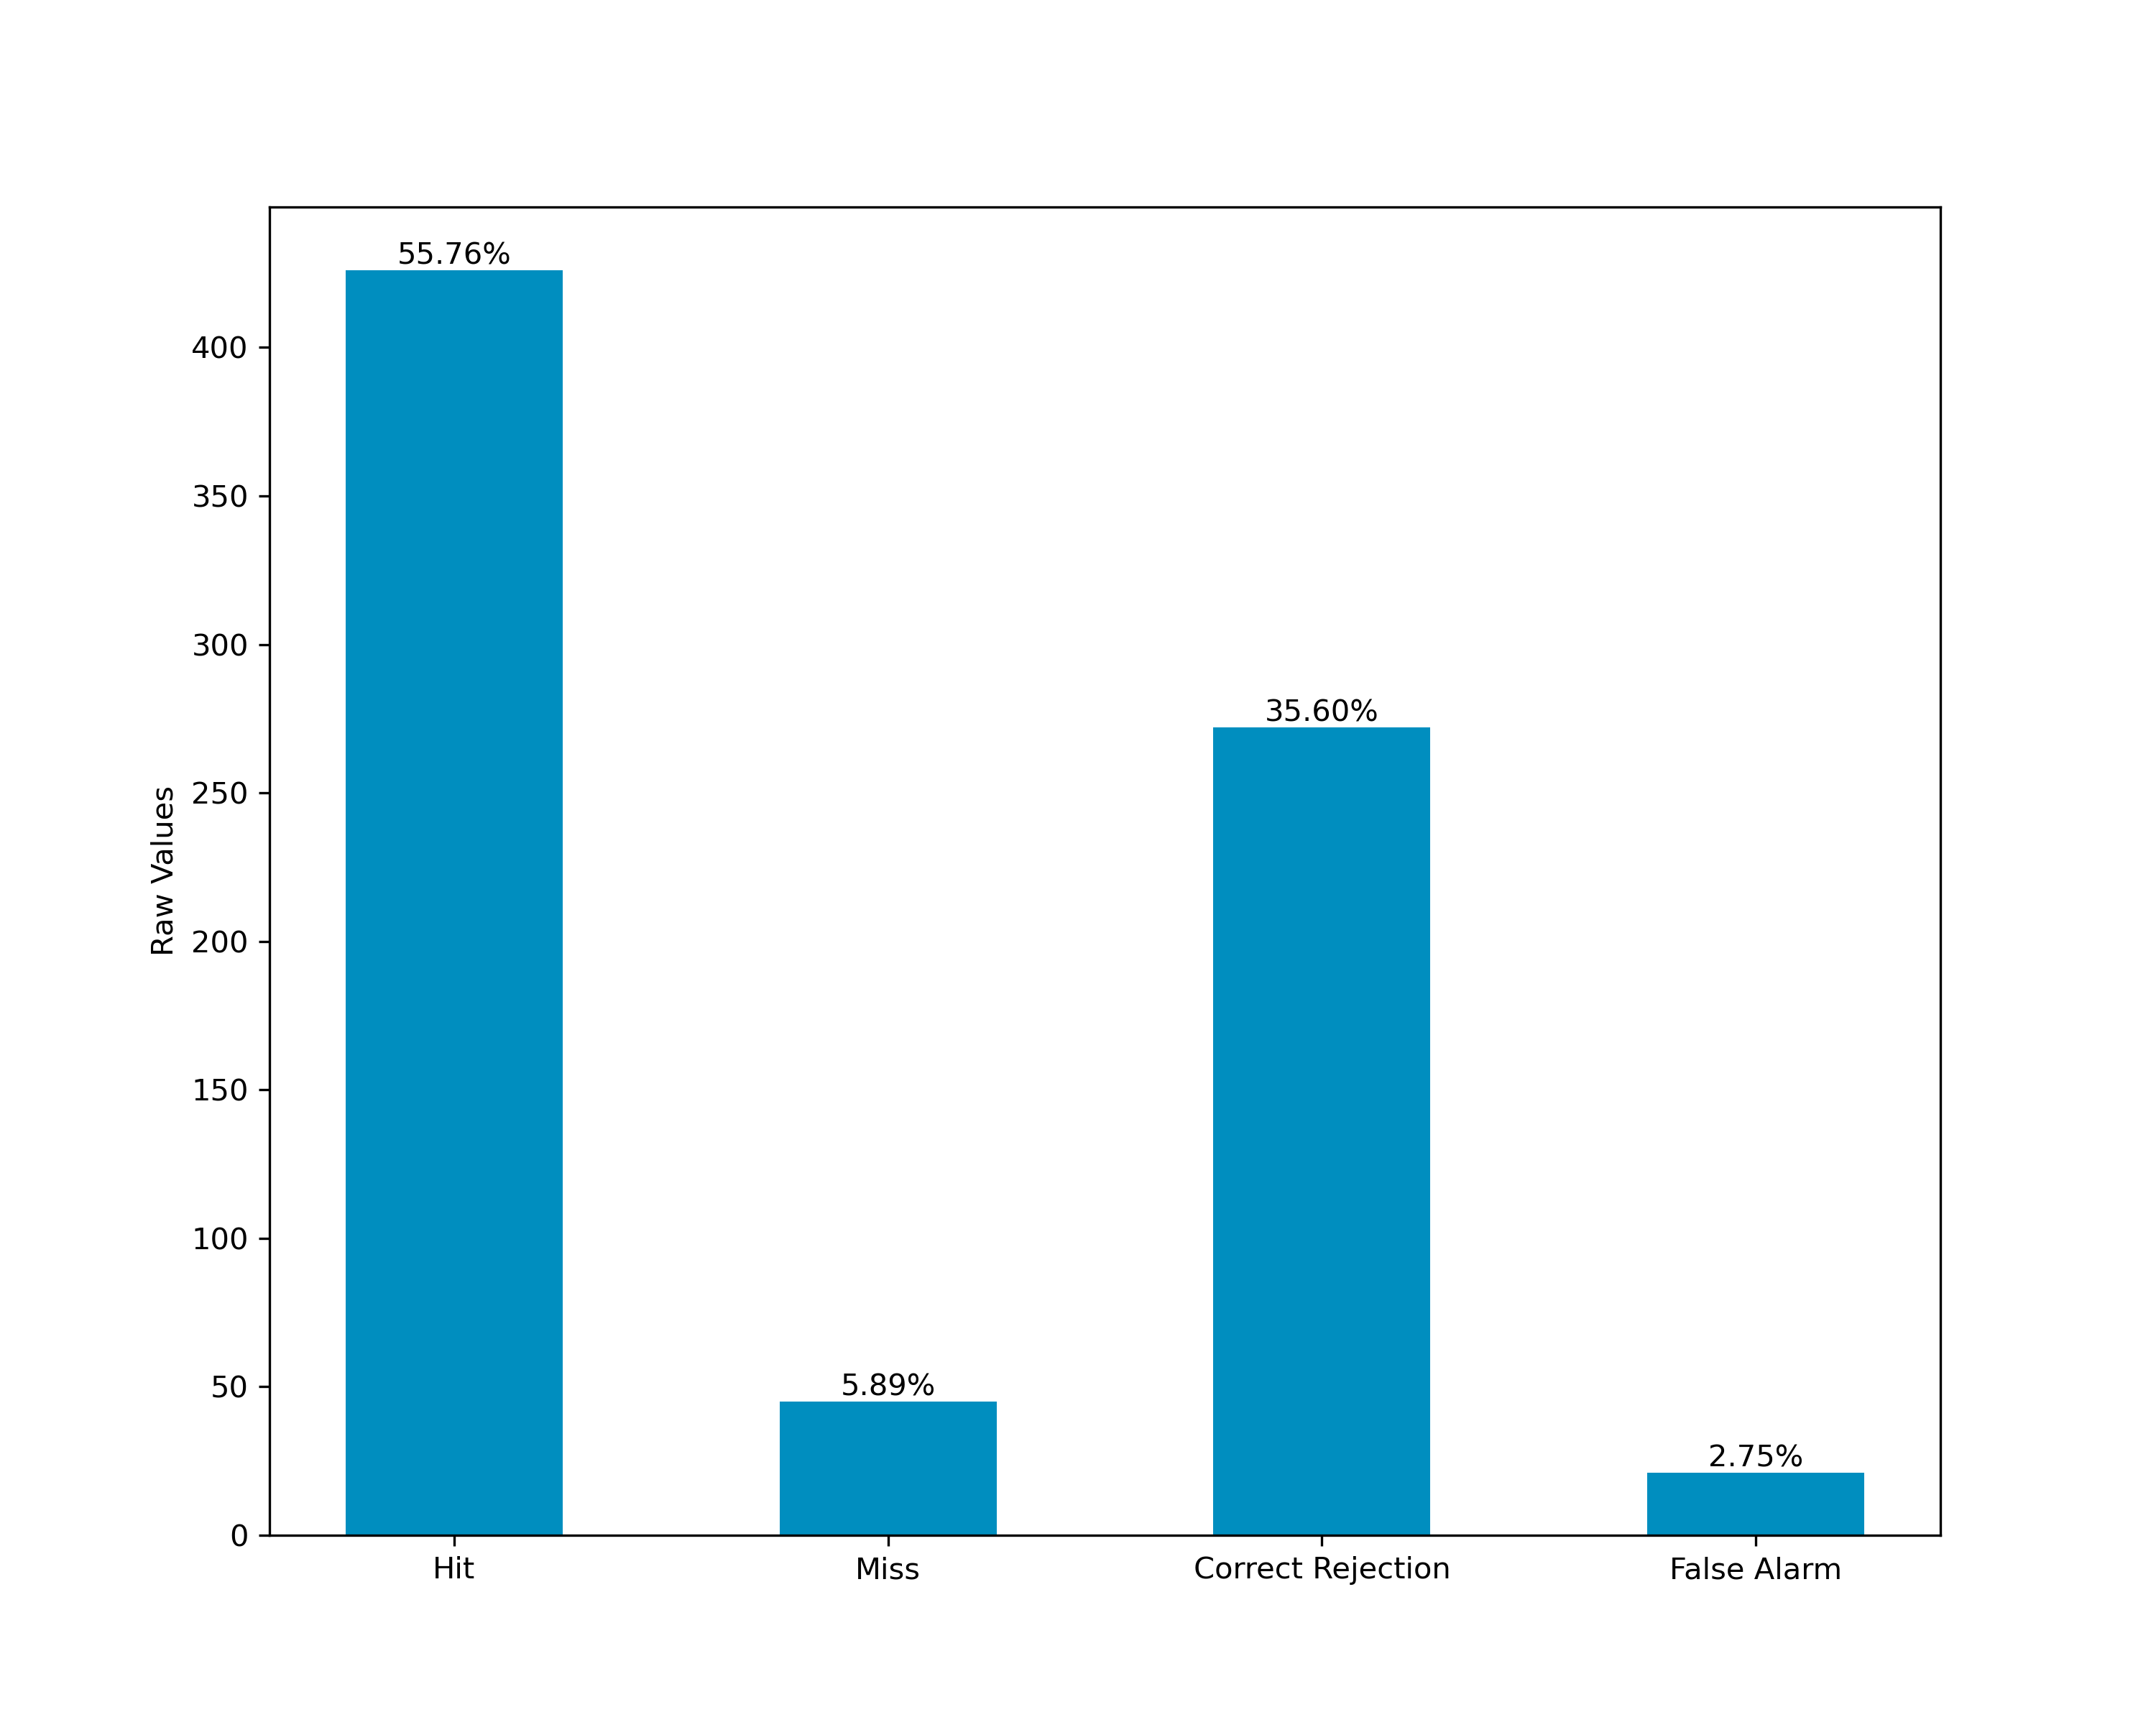 55.76%
400
350
35.60%
300
Raw Values
250
200
150
100
5.89%
50
2.75%
0
Hit
Miss
Correct Rejection
False Alarm